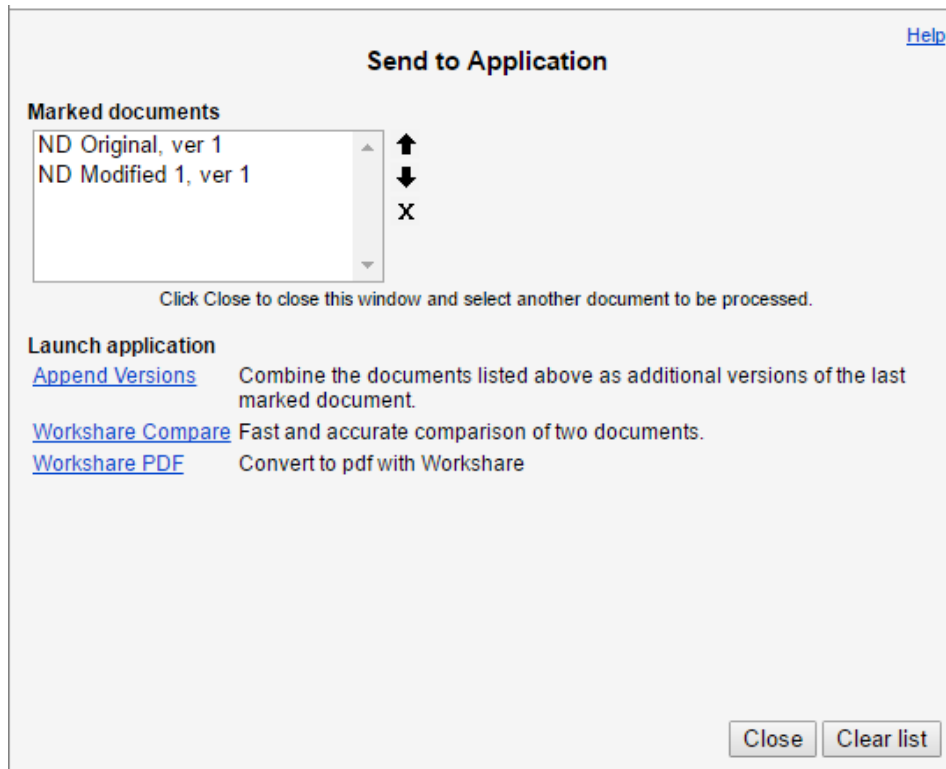 Help
Send to Application
Marked documents
ND Original, ver 1
ND Modified 1, ver 1
X
Click Close to close this window and select another document to be processed.
Launch application
Append Versions Combine the documents listed above as additional versions of the last
marked document.
Workshare Compare Fast and accurate comparison of two documents.
Workshare PDF Convert to pdf with Workshare
Close Clear list